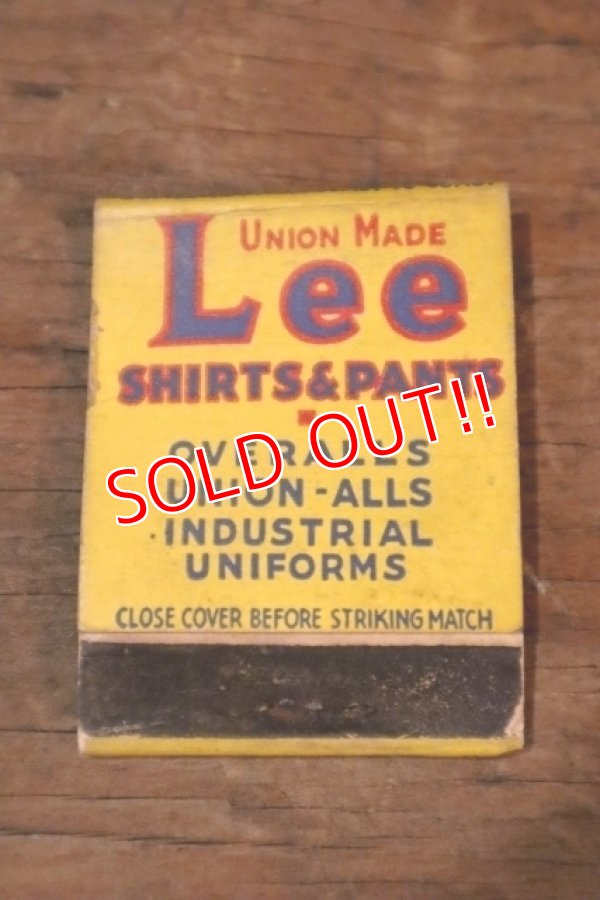 UNION MADE
Lee
SHIRTS & PANTS
SOLD OUT!!
OVERALLS
UNION-ALLS
INDUSTRIAL
UNIFORMS
CLOSE COVER BEFORE STRIKING MATCH